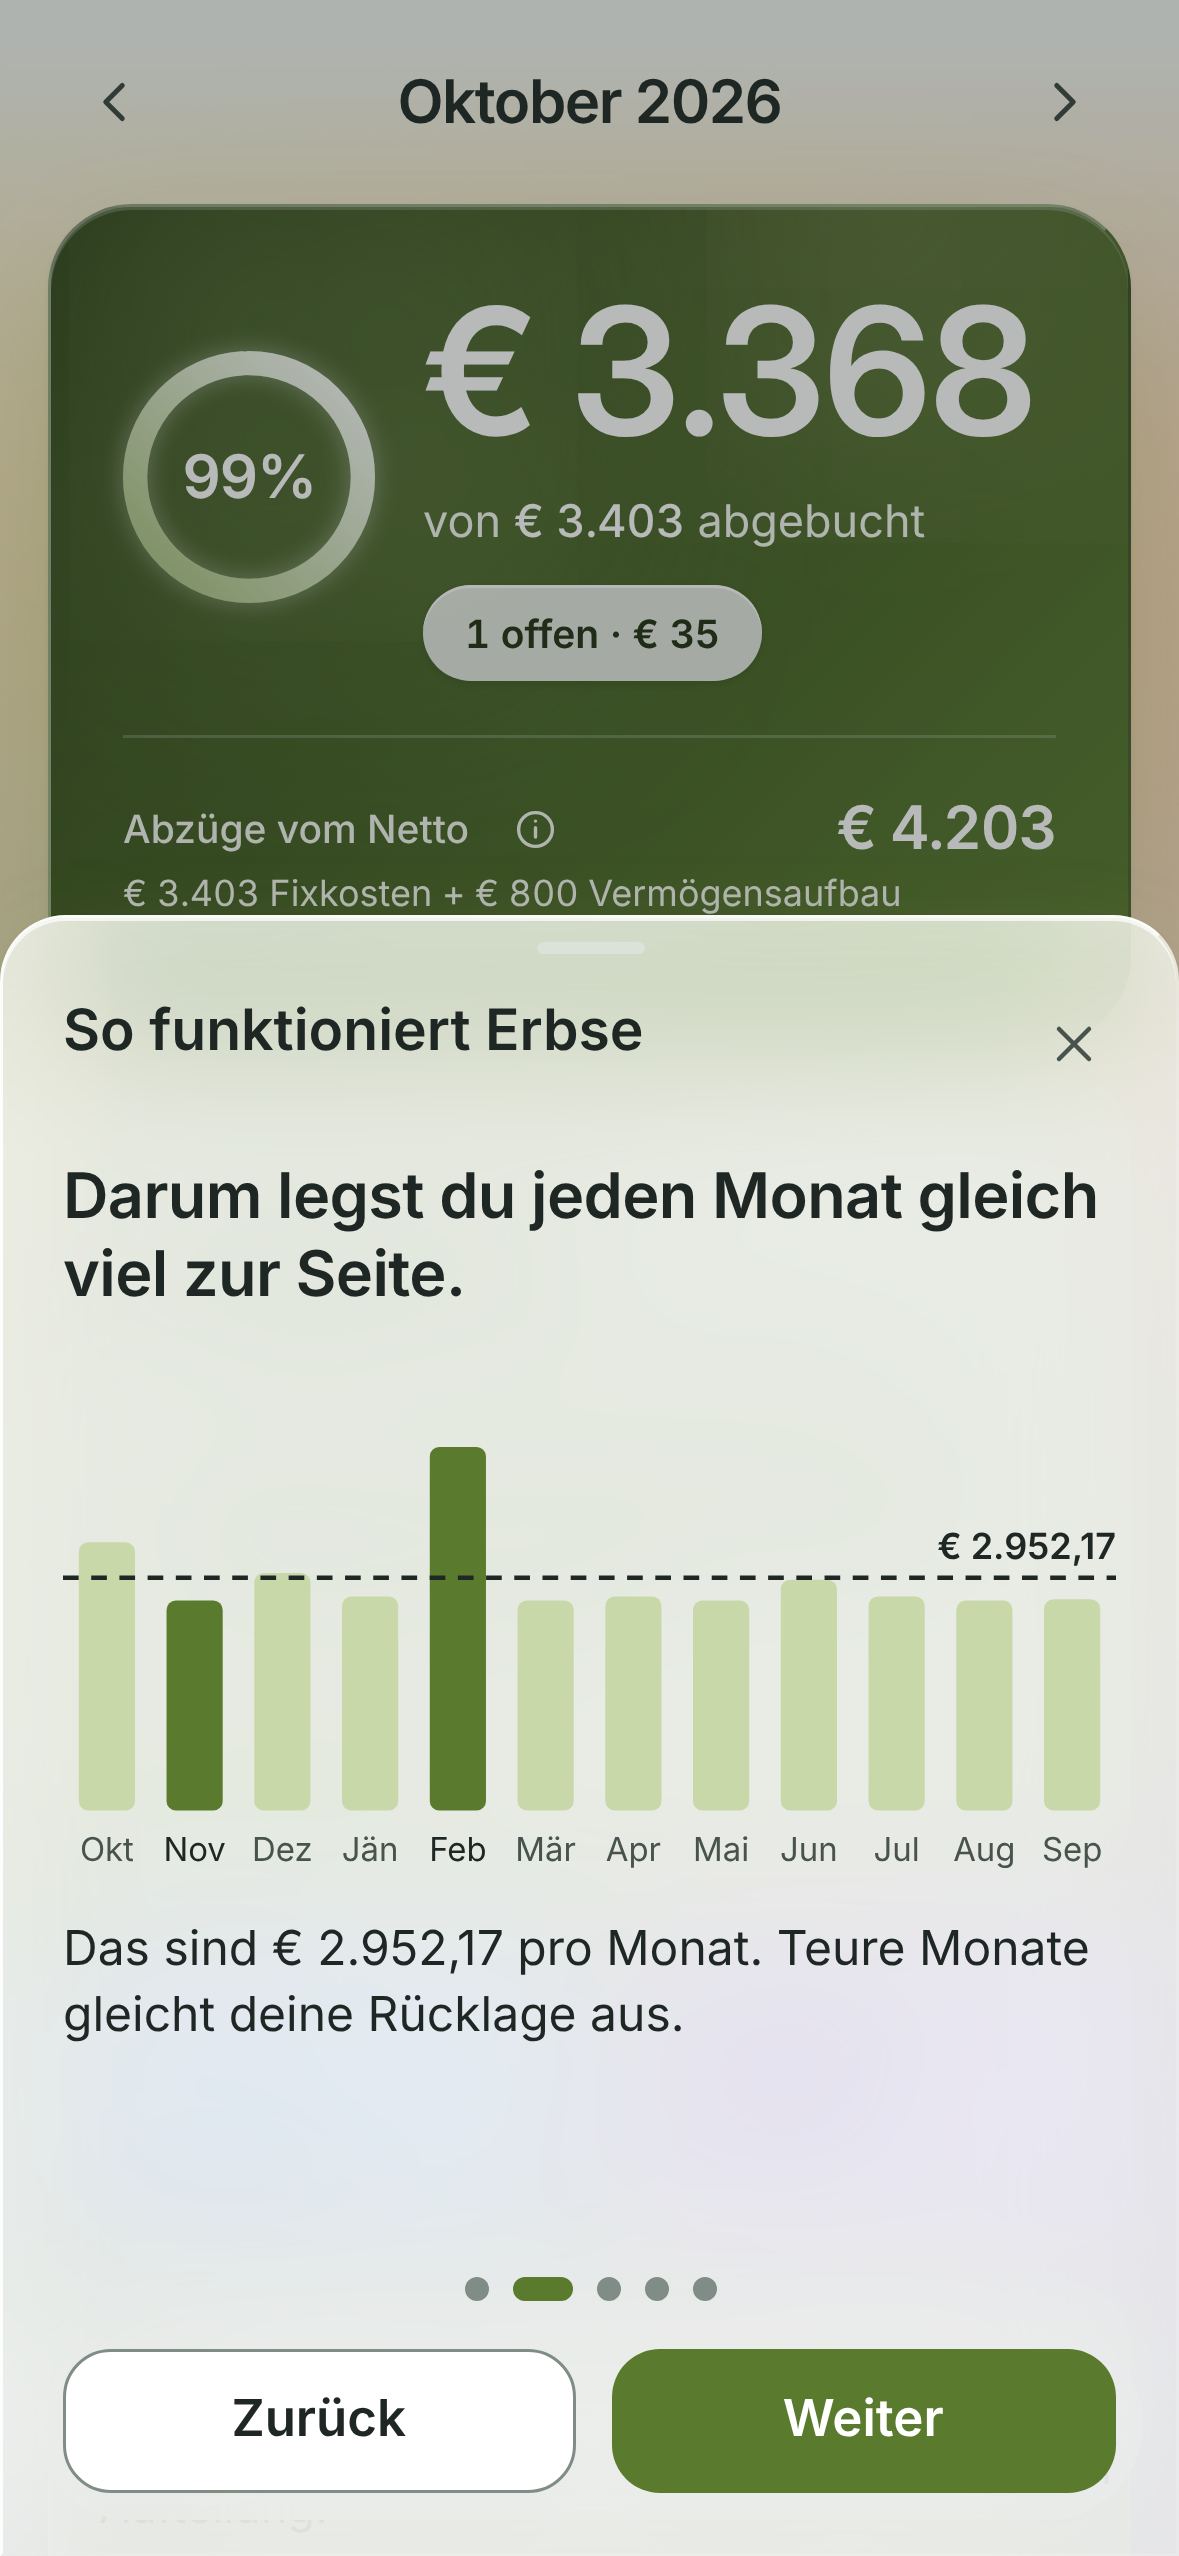 Oktober 2026
€ 3.368
99%
von € 3.403 abgebucht
1 offen · € 35
Abzüge vom Netto
€ 4.203
€ 3.403 Fixkosten + € 800 Vermögensaufbau
So funktioniert Erbse
Darum legst du jeden Monat gleich
viel zur Seite.
€ 2.952,17
Okt Nov Dez Jän Feb Mär Apr Mai Jun Jul Aug Sep
Das sind € 2.952,17 pro Monat. Teure Monate
gleicht deine Rücklage aus.
Zurück
Weiter